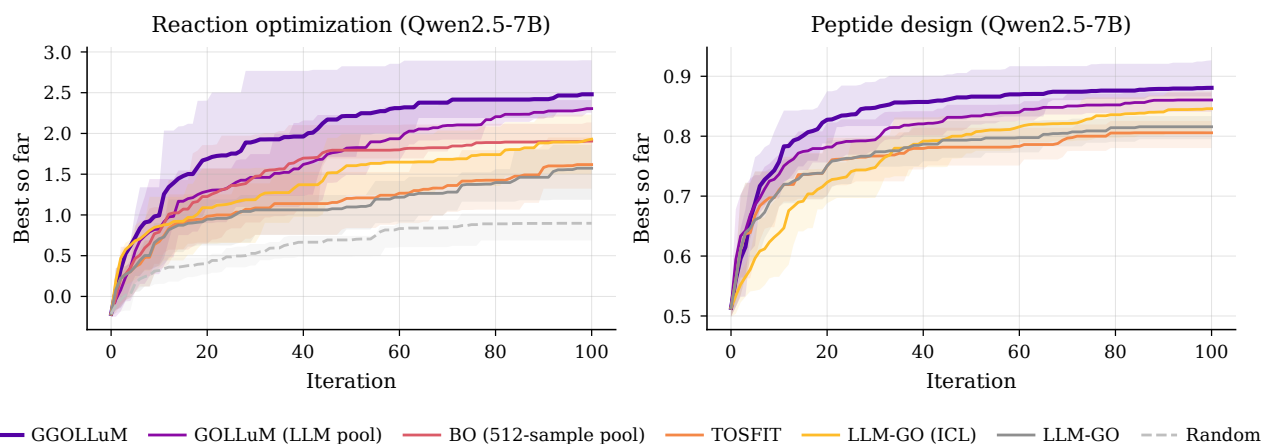 Reaction optimization (Qwen2.5-7B)
3.0
2.5
2.0
1.5
1.0
0.5
0.0
Best so far
0 20 40 60 80 100
Iteration
Peptide design (Qwen2.5-7B)
0.9
0.8
0.7
0.6
0.5
Best so far
0 20 40 60 80 100
Iteration
GGOLLuM GOLLuM (LLM pool) BO (512-sample pool) TOSFIT LLM-GO (ICL) LLM-GO Random